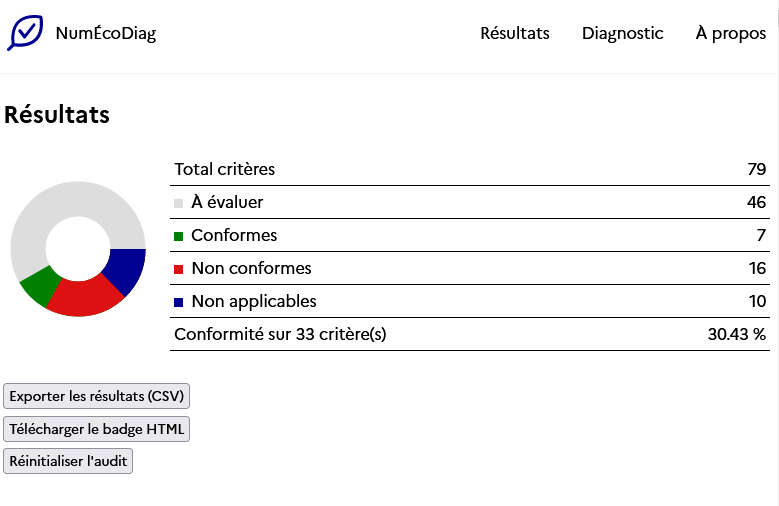 NumÉcoDiag Résultats Diagnostic À propos
Résultats
Total critères 79
À évaluer 46
Conformes 7
Non conformes 16
Non applicables 10
Conformité sur 33 critère(s) 30.43 %
Exporter les résultats (CSV)
Télécharger le badge HTML
Réinitialiser l'audit